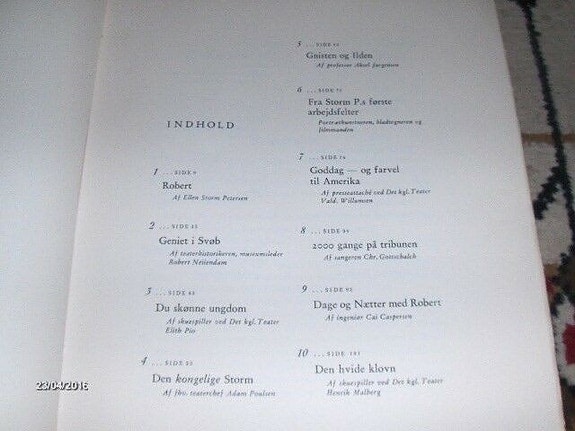 INDHOLD
1 ... SIDE 9
Robert
Af Ellen Storm Petersen
2 ... SIDE
Geniet i Svøb
Af teaterhistorikeren, museumsleder
Robert Neiiendam
3 ... SIDE
Du skønne ungdom
Af skuespiller ved Det kgl. Teater
Elith Pio
4 ... SIDE
Den kongelige Storm
Af fhv. teaterchef Adam Poulsen
5 ... SIDE
Gnisten og Ilden
Af professor Aksel Jørgensen
6 ... SIDE
Fra Storm P.s første
arbejdsfelter
Portrætkunstneren, bladtegneren og
filmmanden
7 ... SIDE
Goddag — og farvel
til Amerika
Af presseattaché ved Det kgl. Teater
Vald. Willumsen
8 ... SIDE
2000 gange på tribunen
Af sangeren Chr. Gottschalch
9 ... SIDE
Dage og Nætter med Robert
Af ingeniør Cai Caspersen
10 ... SIDE
Den hvide klovn
Af skuespiller ved Det kgl. Teater
Henrik Malberg
23/04/2016